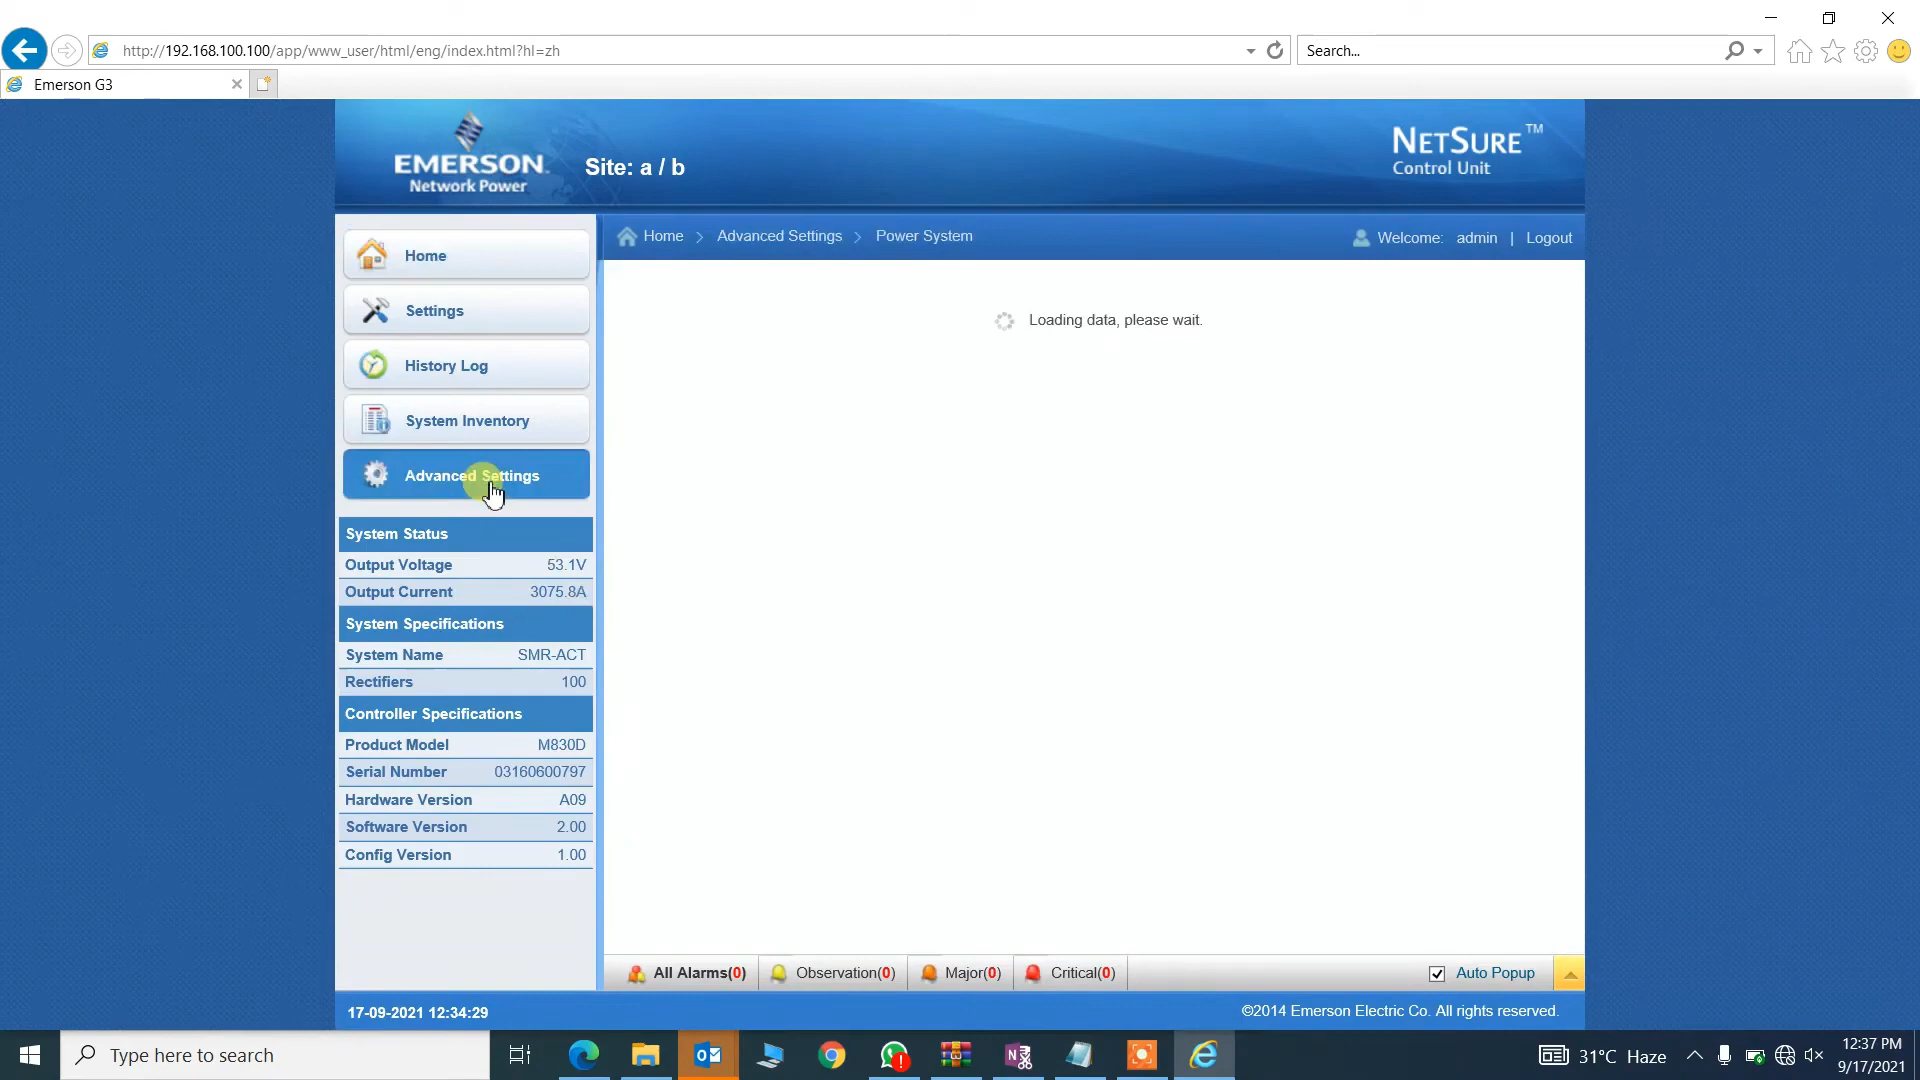 http://192.168.100.100/app/www_user/html/eng/index.html?hl=zh
Search...
Emerson G3
EMERSON
Network Power
Site: a / b
NETSURE™
Control Unit
Home > Advanced Settings > Power System
Welcome: admin | Logout
Home
Settings
History Log
System Inventory
Advanced Settings
Loading data, please wait.
System Status
Output Voltage 53.1V
Output Current 3075.8A
System Specifications
System Name SMR-ACT
Rectifiers 100
Controller Specifications
Product Model M830D
Serial Number 03160600797
Hardware Version A09
Software Version 2.00
Config Version 1.00
All Alarms(0) Observation(0) Major(0) Critical(0) Auto Popup
17-09-2021 12:34:29
©2014 Emerson Electric Co. All rights reserved.
Type here to search
31°C Haze
12:37 PM
9/17/2021